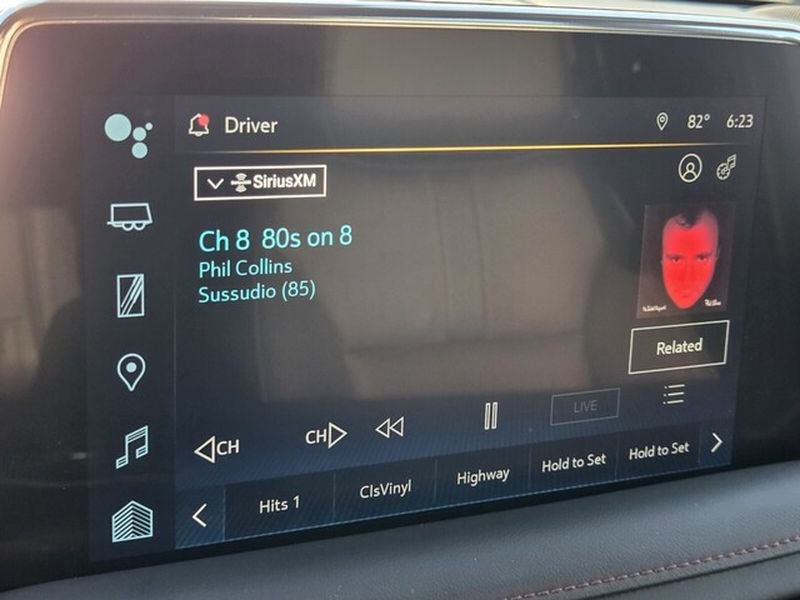 Driver
82° 6:23
SiriusXM
Ch 8 80s on 8
Phil Collins
Sussudio (85)
Related
CH
CH
LIVE
Hits 1
ClsVinyl
Highway
Hold to Set
Hold to Set